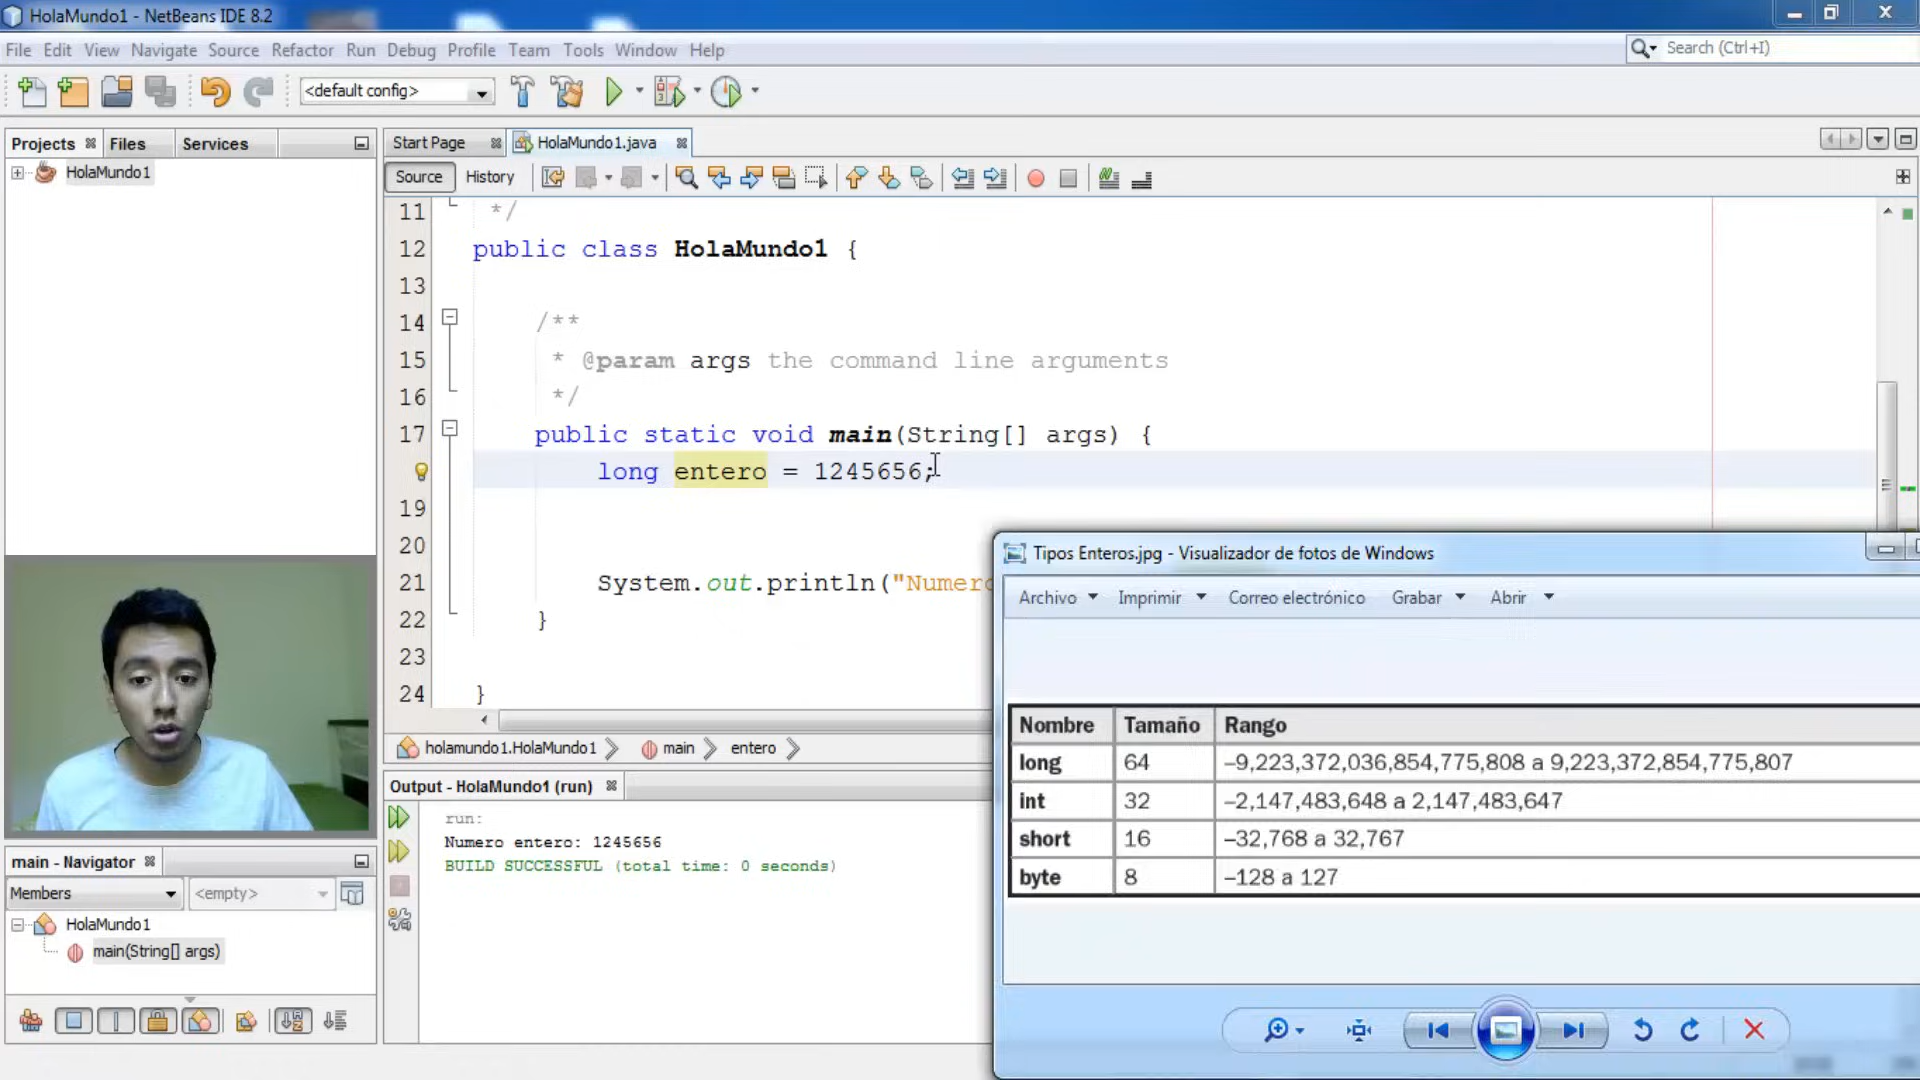 HolaMundo1 - NetBeans IDE 8.2
File Edit View Navigate Source Refactor Run Debug Profile Team Tools Window Help
Search (Ctrl+I)
<default config>
Projects Files Services
HolaMundo1
Start Page HolaMundo1.java
Source History
11 */
12 public class HolaMundo1 {
13
14 /**
15 * @param args the command line arguments
16 */
17 public static void main(String[] args) {
long entero = 1245656;
19
20
21 System.out.println("Numero
22 }
23
24 }
holamundo1.HolaMundo1 main entero
Output - HolaMundo1 (run)
run:
Numero entero: 1245656
BUILD SUCCESSFUL (total time: 0 seconds)
main - Navigator
Members <empty>
HolaMundo1
main(String[] args)
Tipos Enteros.jpg - Visualizador de fotos de Windows
Archivo Imprimir Correo electrónico Grabar Abrir
Nombre Tamaño Rango
long 64 –9,223,372,036,854,775,808 a 9,223,372,854,775,807
int 32 –2,147,483,648 a 2,147,483,647
short 16 –32,768 a 32,767
byte 8 –128 a 127